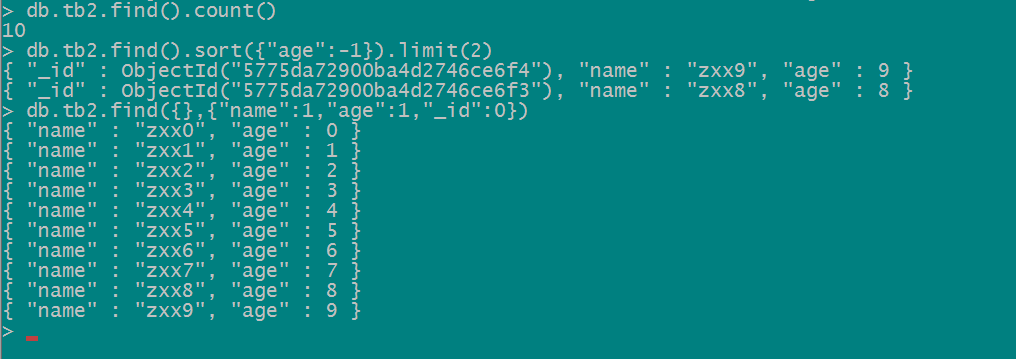 > db.tb2.find().count()
10
> db.tb2.find().sort({"age":-1}).limit(2)
{ "_id" : ObjectId("5775da72900ba4d2746ce6f4"), "name" : "zxx9", "age" : 9 }
{ "_id" : ObjectId("5775da72900ba4d2746ce6f3"), "name" : "zxx8", "age" : 8 }
> db.tb2.find({},{"name":1,"age":1,"_id":0})
{ "name" : "zxx0", "age" : 0 }
{ "name" : "zxx1", "age" : 1 }
{ "name" : "zxx2", "age" : 2 }
{ "name" : "zxx3", "age" : 3 }
{ "name" : "zxx4", "age" : 4 }
{ "name" : "zxx5", "age" : 5 }
{ "name" : "zxx6", "age" : 6 }
{ "name" : "zxx7", "age" : 7 }
{ "name" : "zxx8", "age" : 8 }
{ "name" : "zxx9", "age" : 9 }
>